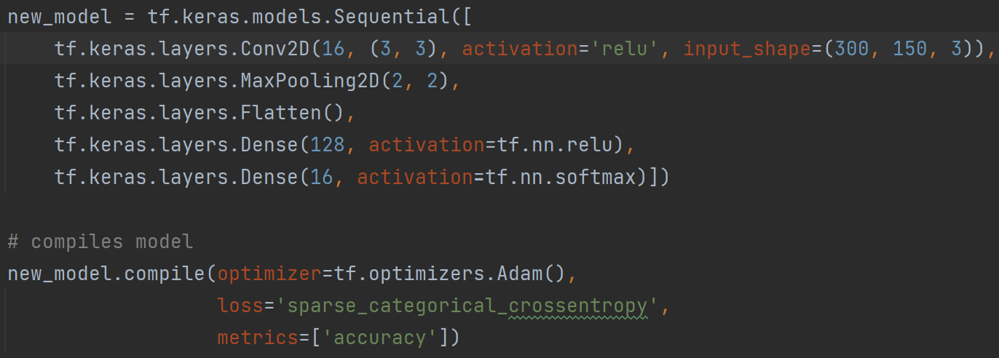 new_model = tf.keras.models.Sequential([
    tf.keras.layers.Conv2D(16, (3, 3), activation='relu', input_shape=(300, 150, 3)),
    tf.keras.layers.MaxPooling2D(2, 2),
    tf.keras.layers.Flatten(),
    tf.keras.layers.Dense(128, activation=tf.nn.relu),
    tf.keras.layers.Dense(16, activation=tf.nn.softmax)])

# compiles model
new_model.compile(optimizer=tf.optimizers.Adam(),
                  loss='sparse_categorical_crossentropy',
                  metrics=['accuracy'])